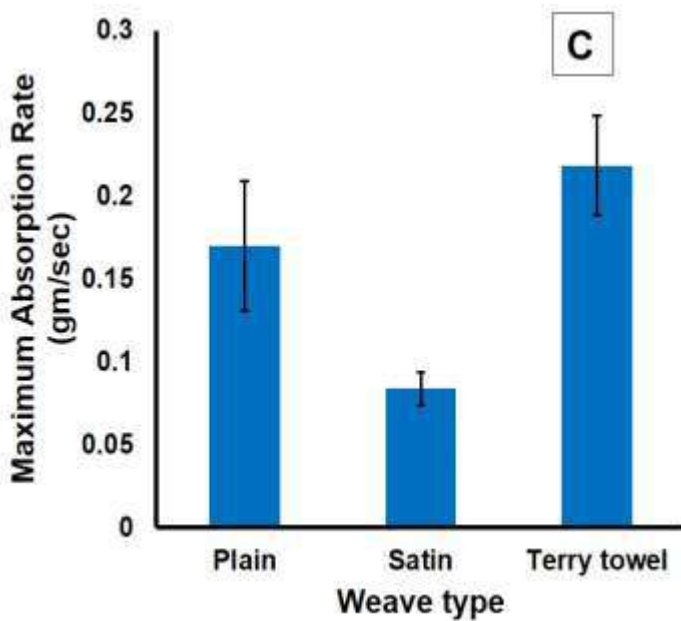 C
Maximum Absorption Rate
(gm/sec)
0.3
0.25
0.2
0.15
0.1
0.05
0
Plain Satin Terry towel
Weave type